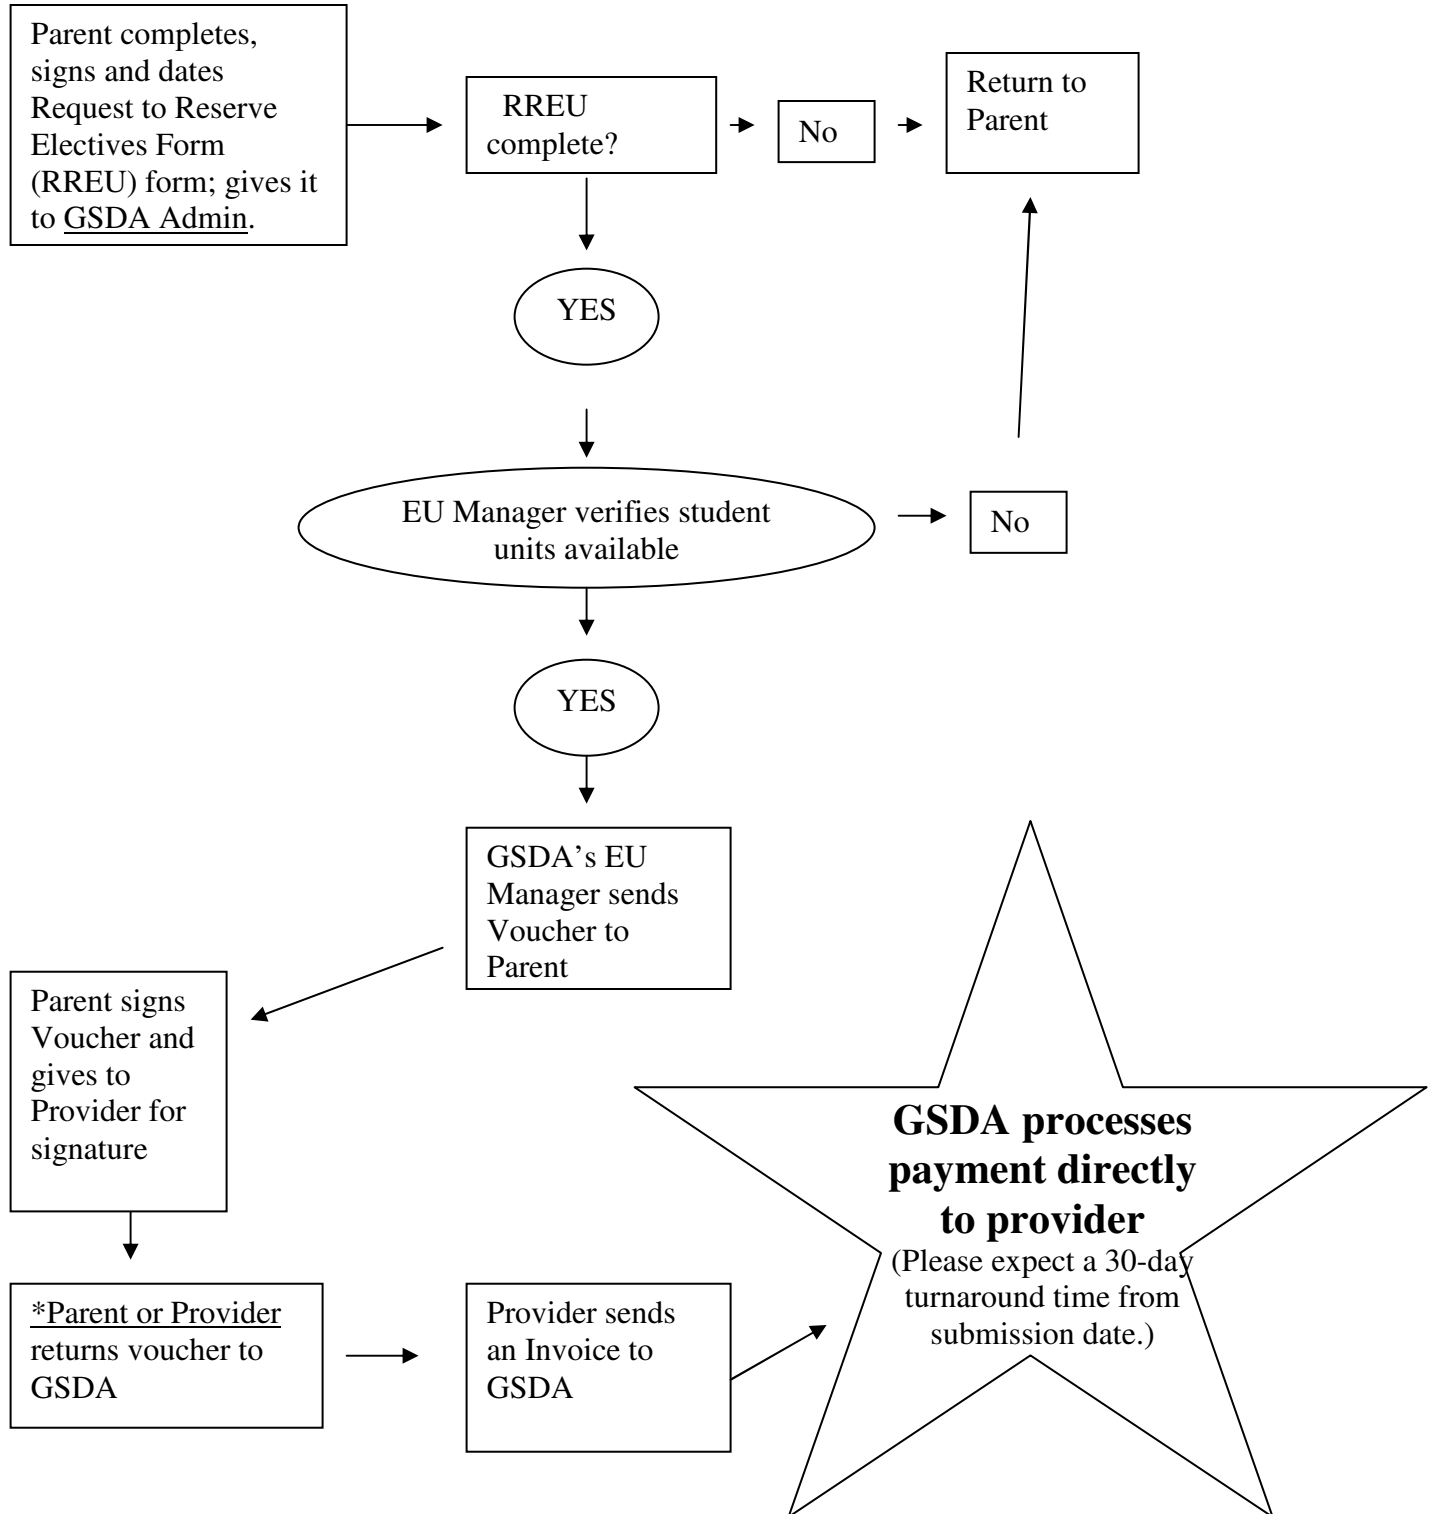 Parent completes,
signs and dates
Request to Reserve
Electives Form
(RREU) form; gives it
to GSDA Admin.
RREU
complete?
No
Return to
Parent
YES
EU Manager verifies student
units available
No
YES
GSDA’s EU
Manager sends
Voucher to
Parent
Parent signs
Voucher and
gives to
Provider for
signature
*Parent or Provider
returns voucher to
GSDA
Provider sends
an Invoice to
GSDA
GSDA processes
payment directly
to provider
(Please expect a 30-day
turnaround time from
submission date.)